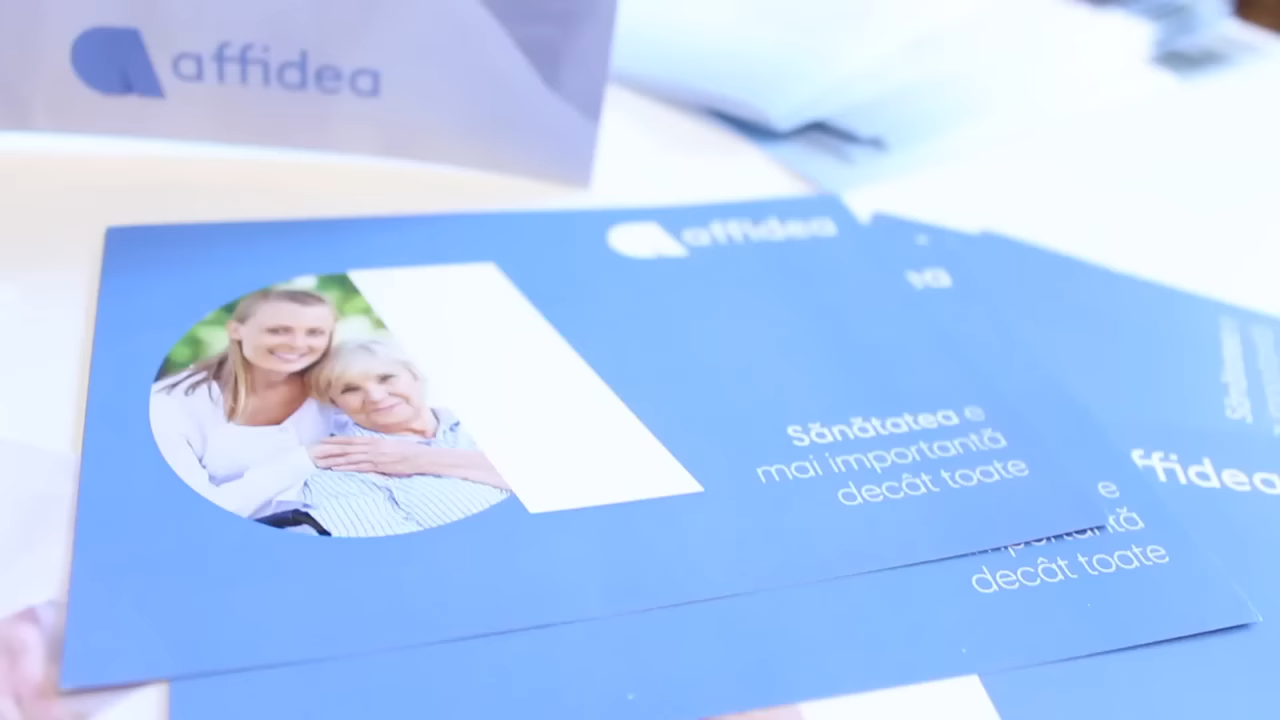 affidea
affidea
Sănătatea e
mai importantă
decât toate
ffidea
e
decât toate